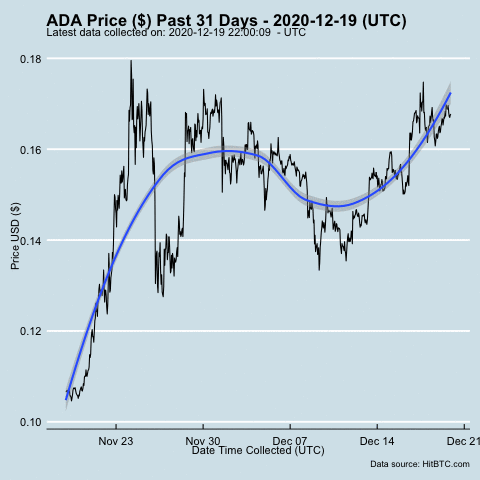 ADA Price ($) Past 31 Days - 2020-12-19 (UTC)
Latest data collected on: 2020-12-19 22:00:09 - UTC
0.18
0.16
0.14
0.12
0.10
Price USD ($)
Nov 23 Nov 30 Dec 07 Dec 14 Dec 21
Date Time Collected (UTC)
Data source: HitBTC.com